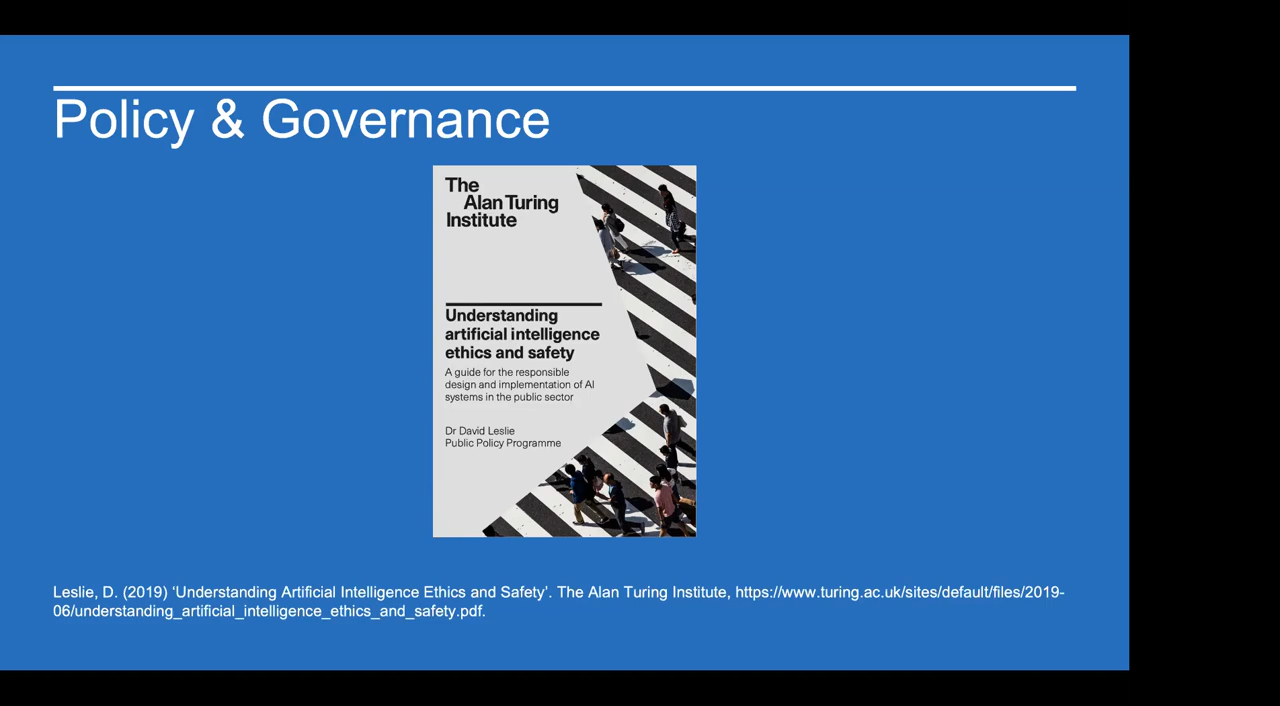 Policy & Governance
The
Alan Turing
Institute
Understanding
artificial intelligence
ethics and safety
A guide for the responsible
design and implementation of AI
systems in the public sector
Dr David Leslie
Public Policy Programme
Leslie, D. (2019) ‘Understanding Artificial Intelligence Ethics and Safety’. The Alan Turing Institute, https://www.turing.ac.uk/sites/default/files/2019-
06/understanding_artificial_intelligence_ethics_and_safety.pdf.